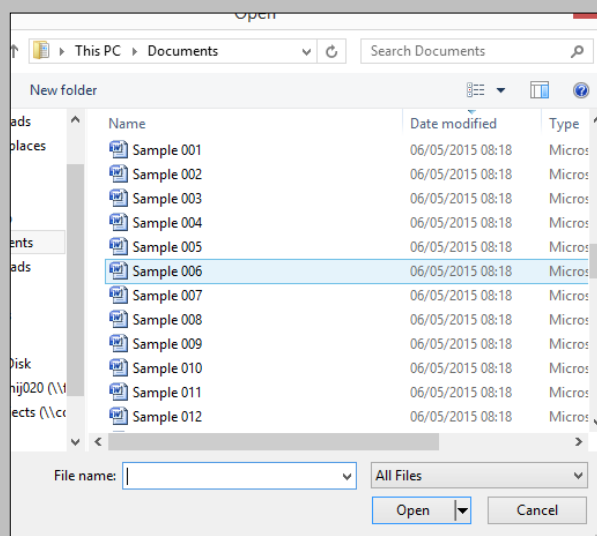 Open
This PC Documents Search Documents
New folder
ads
places
ents
ads
Disk
nij020 (\\f
ects (\\co
Name Date modified Type
Sample 001 06/05/2015 08:18 Micros
Sample 002 06/05/2015 08:18 Micros
Sample 003 06/05/2015 08:18 Micros
Sample 004 06/05/2015 08:18 Micros
Sample 005 06/05/2015 08:18 Micros
Sample 006 06/05/2015 08:18 Micros
Sample 007 06/05/2015 08:18 Micros
Sample 008 06/05/2015 08:18 Micros
Sample 009 06/05/2015 08:18 Micros
Sample 010 06/05/2015 08:18 Micros
Sample 011 06/05/2015 08:18 Micros
Sample 012 06/05/2015 08:18 Micros
File name: All Files
Open Cancel